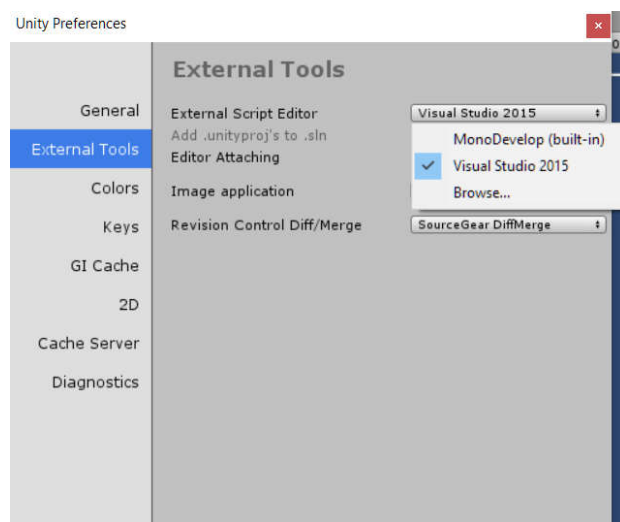 Unity Preferences
External Tools
General
External Tools
Colors
Keys
GI Cache
2D
Cache Server
Diagnostics
External Script Editor
Visual Studio 2015
Add .unityproj's to .sln
Editor Attaching
Image application
Revision Control Diff/Merge
SourceGear DiffMerge
MonoDevelop (built-in)
Visual Studio 2015
Browse...